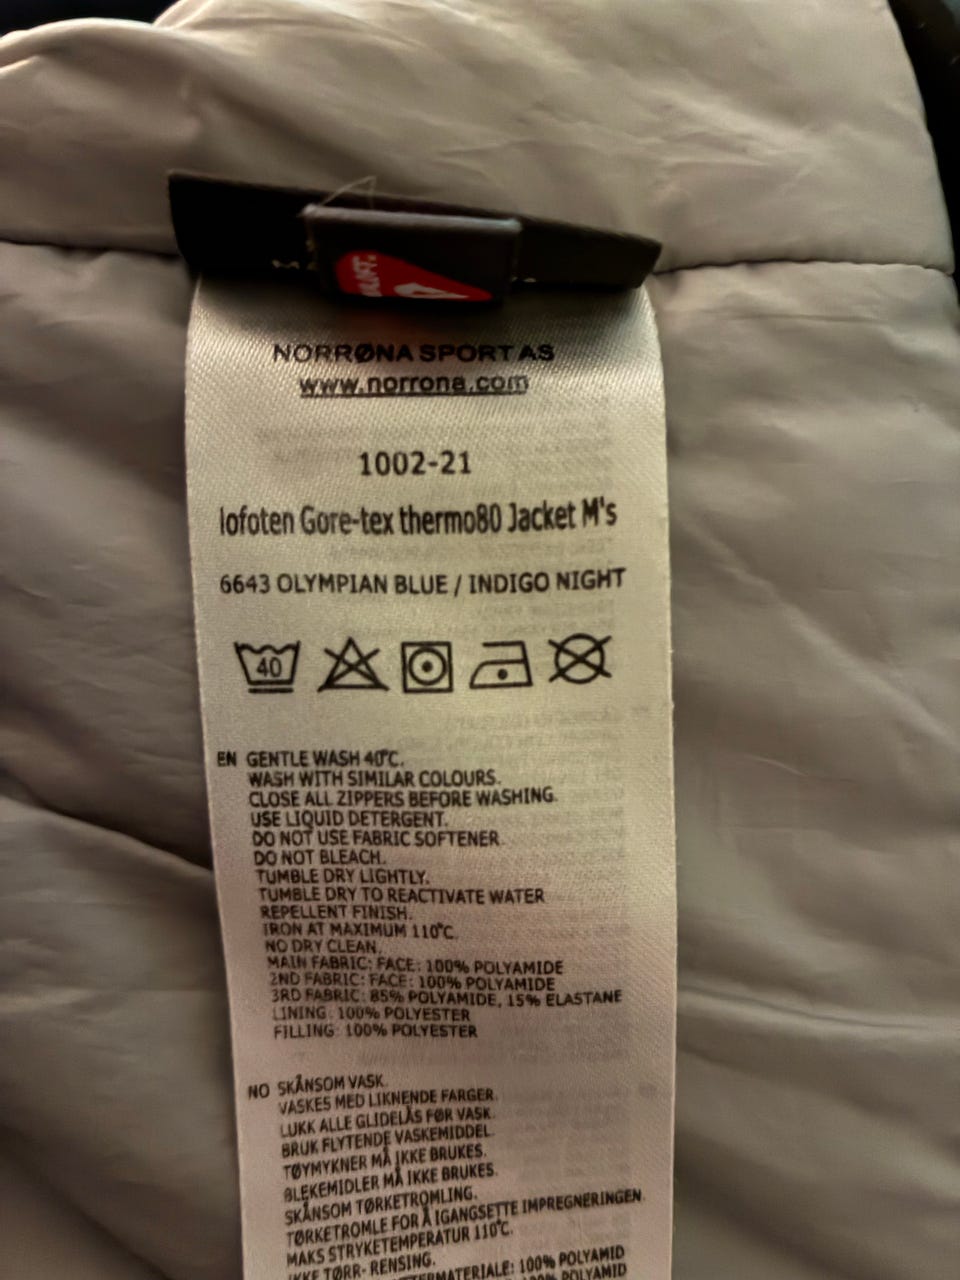 NORRØNA SPORT AS
www.norrona.com
1002-21
lofoten Gore-tex thermo80 Jacket M's
6643 OLYMPIAN BLUE / INDIGO NIGHT
40
EN GENTLE WASH 40°C.
WASH WITH SIMILAR COLOURS.
CLOSE ALL ZIPPERS BEFORE WASHING.
USE LIQUID DETERGENT.
DO NOT USE FABRIC SOFTENER.
DO NOT BLEACH.
TUMBLE DRY LIGHTLY.
TUMBLE DRY TO REACTIVATE WATER
REPELLENT FINISH.
IRON AT MAXIMUM 110°C.
NO DRY CLEAN.
MAIN FABRIC: FACE: 100% POLYAMIDE
2ND FABRIC: FACE: 100% POLYAMIDE
3RD FABRIC: 85% POLYAMIDE, 15% ELASTANE
LINING: 100% POLYESTER
FILLING: 100% POLYESTER
NO SKÅNSOM VASK.
VASKES MED LIKNENDE FARGER.
LUKK ALLE GLIDELÅS FØR VASK.
BRUK FLYTENDE VASKEMIDDEL.
TØYMYKNER MÅ IKKE BRUKES.
BLEKEMIDLER MÅ IKKE BRUKES.
SKÅNSOM TØRKETROMLING.
TØRKETROMLE FOR Å IGANGSETTE IMPREGNERINGEN.
MAKS STRYKETEMPERATUR 110°C.
IKKE TØRR- RENSING.
100% POLYAMID
POLYAMID